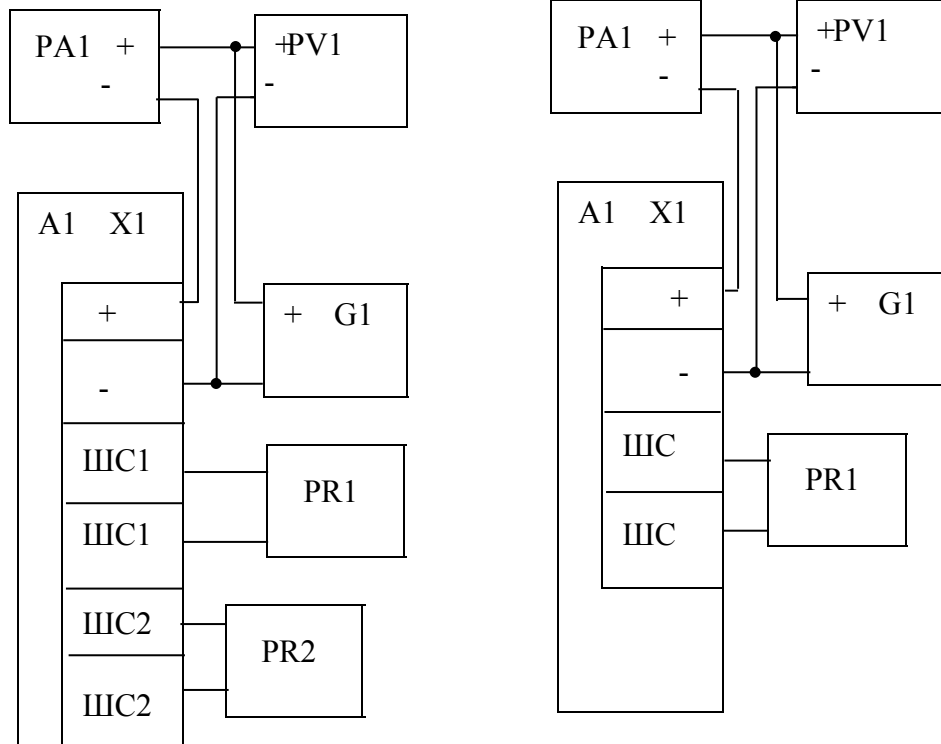 PA1 +
-
+PV1
-
A1 X1
+
-
ШС1
ШС1
ШС2
ШС2
+ G1
PR1
PR2
PA1 +
-
+PV1
-
A1 X1
+
-
ШС
ШС
+ G1
PR1